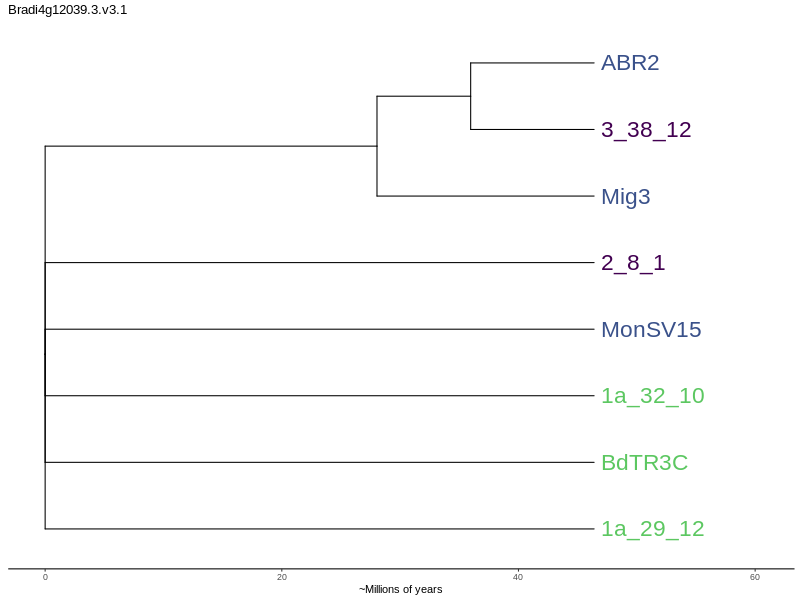 Bradi4g12039.3.v3.1
ABR2
3_38_12
Mig3
2_8_1
MonSV15
1a_32_10
BdTR3C
1a_29_12
0 20 40 60
~Millions of years